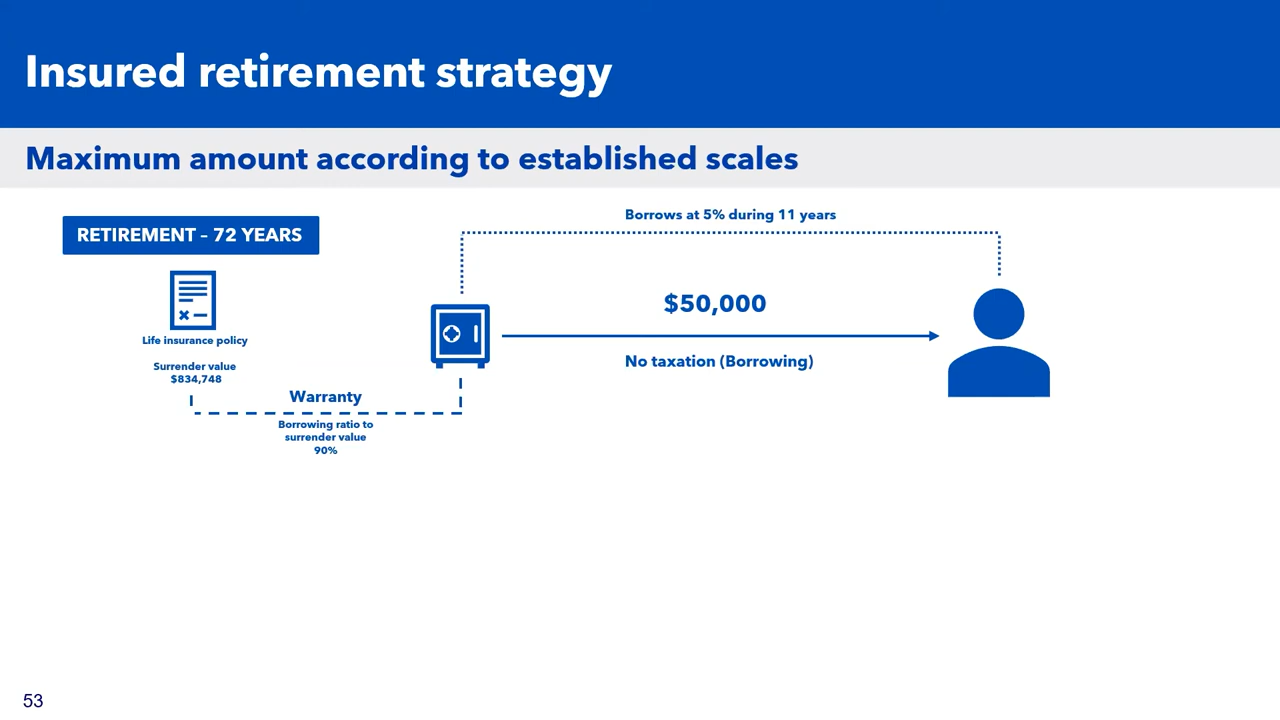 Insured retirement strategy
Maximum amount according to established scales
RETIREMENT – 72 YEARS
Life insurance policy
Surrender value
$834,748
Warranty
Borrowing ratio to
surrender value
90%
Borrows at 5% during 11 years
$50,000
No taxation (Borrowing)
53